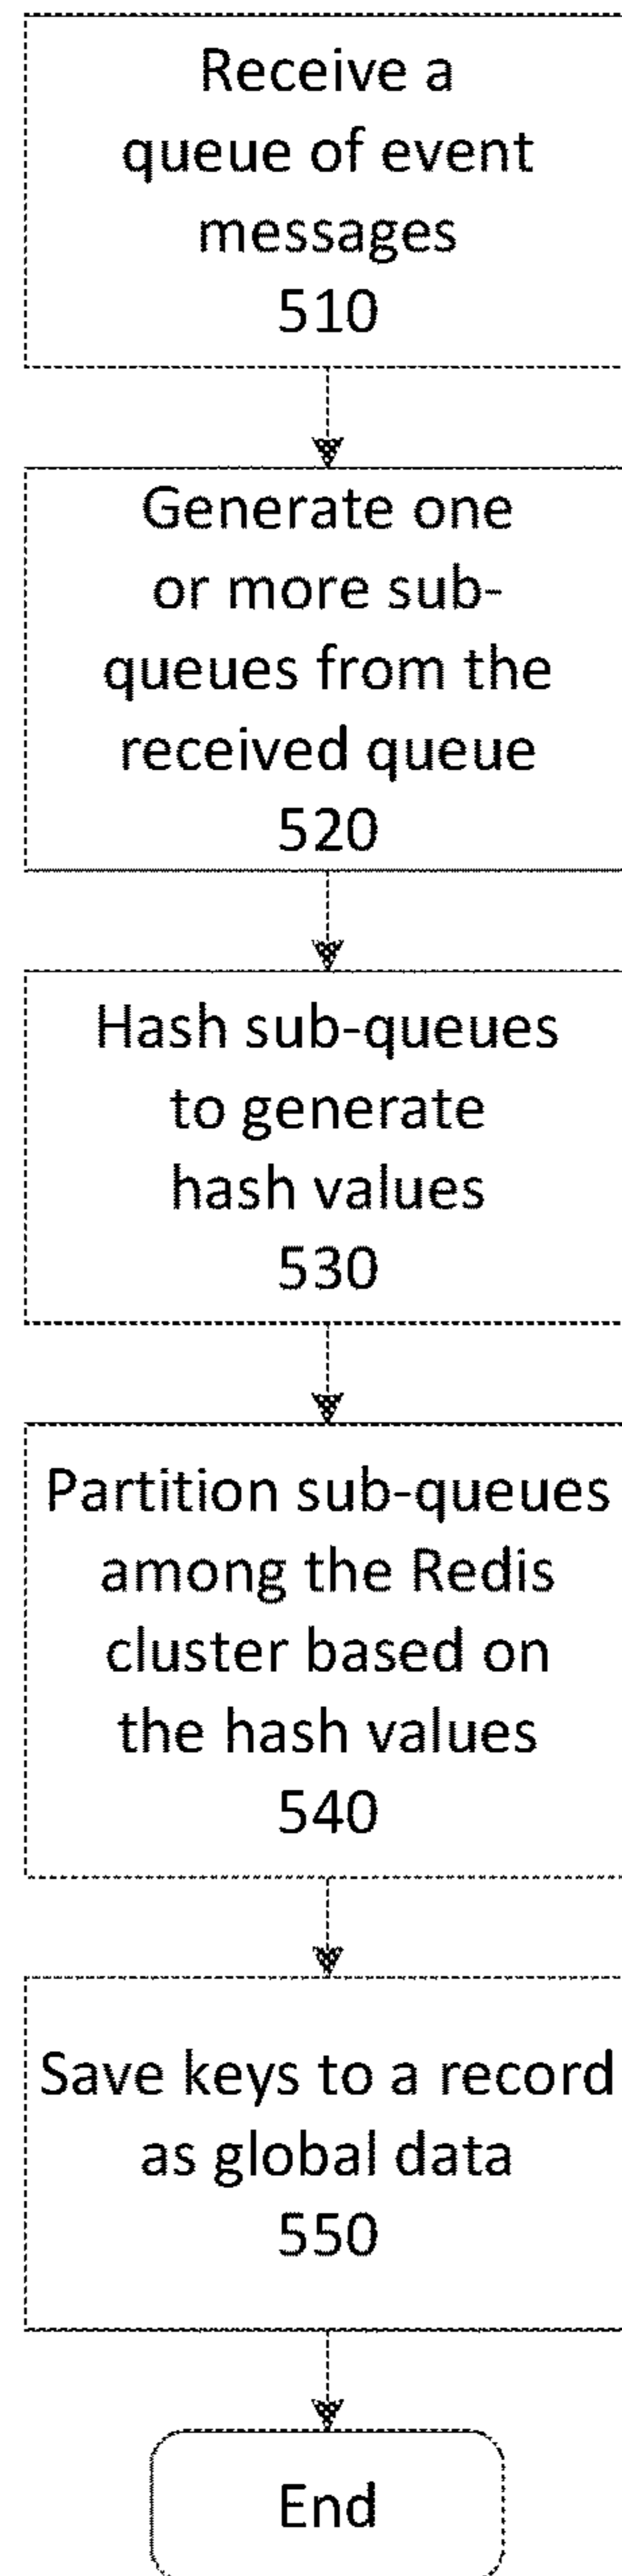 Receive a
queue of event
messages
510
Generate one
or more sub-
queues from the
received queue
520
Hash sub-queues
to generate
hash values
530
Partition sub-queues
among the Redis
cluster based on
the hash values
540
Save keys to a record
as global data
550
End